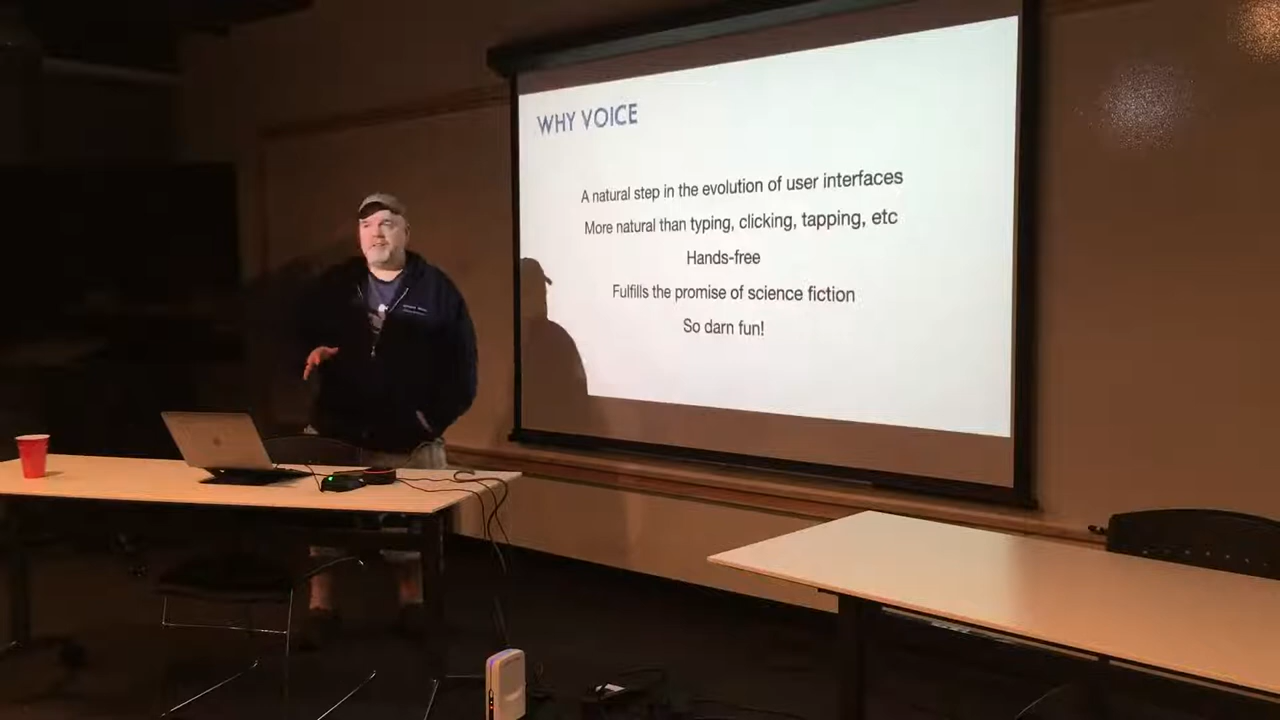 WHY VOICE
A natural step in the evolution of user interfaces
More natural than typing, clicking, tapping, etc
Hands-free
Fulfills the promise of science fiction
So darn fun!